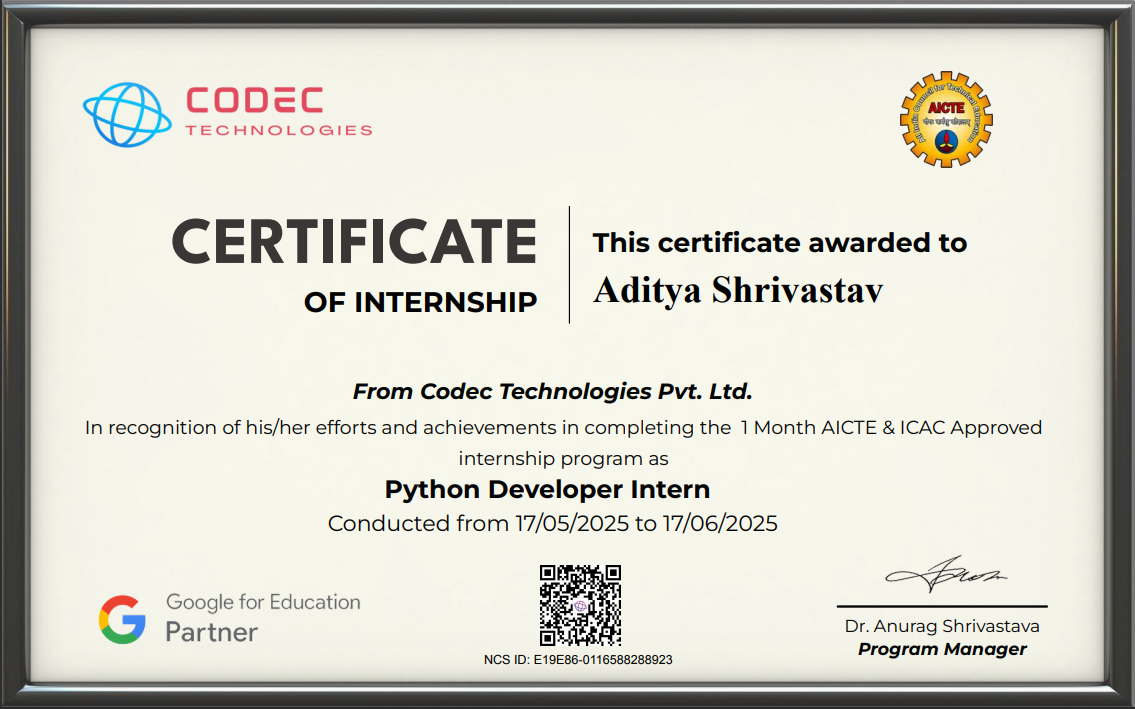 CODEC
TECHNOLOGIES
All India Council for Technical Education
AICTE
CERTIFICATE
OF INTERNSHIP
This certificate awarded to
Aditya Shrivastav
From Codec Technologies Pvt. Ltd.
In recognition of his/her efforts and achievements in completing the 1 Month AICTE & ICAC Approved
internship program as
Python Developer Intern
Conducted from 17/05/2025 to 17/06/2025
Google for Education
Partner
NCS ID: E19E86-0116588288923
Dr. Anurag Shrivastava
Program Manager